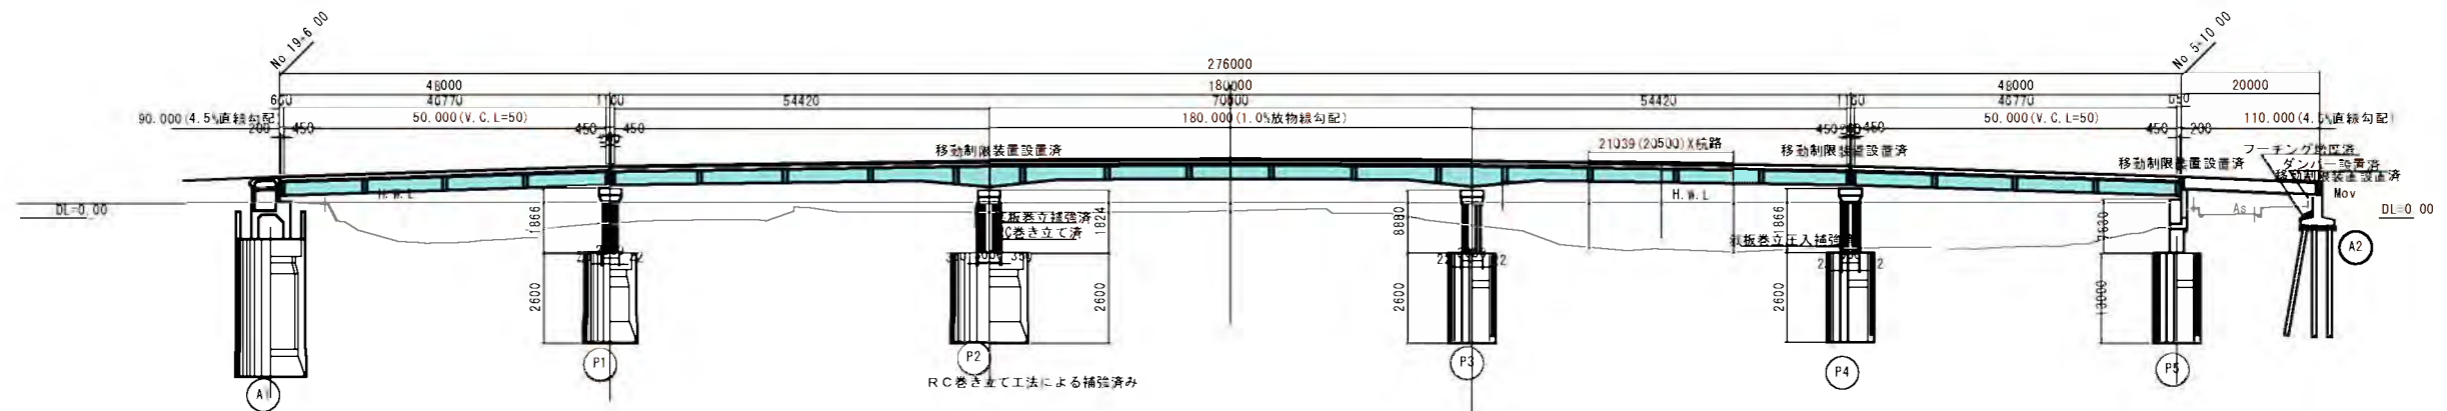 No 19+6 00
No 5+10 00
276000
48000
180000
48000
20000
46770
1100
54420
70000
54420
1100
46770
650
90.000(4.5%直線勾配)
50.000(V.C.L=50)
180.000(1.0%放物線勾配)
50.000(V.C.L=50)
110.000(4.5%直線勾配)
200
450
450
450
450
200
21039(20500)X航路
移動制限装置設置済
移動制限装置設置済
移動制限装置設置済
フーチング増厚済
ダンパー設置済
移動制限装置設置済
Mov
H.W.L
H.W.L
DL=0.00
DL=0 00
As
1866
1824
8880
1866
7600
鋼板巻立補強済
RC巻き立て済
鋼板巻立圧入補強済
2600
2600
2600
2600
13000
A1
P1
P2
P3
P4
P5
A2
RC巻き立て工法による補強済み